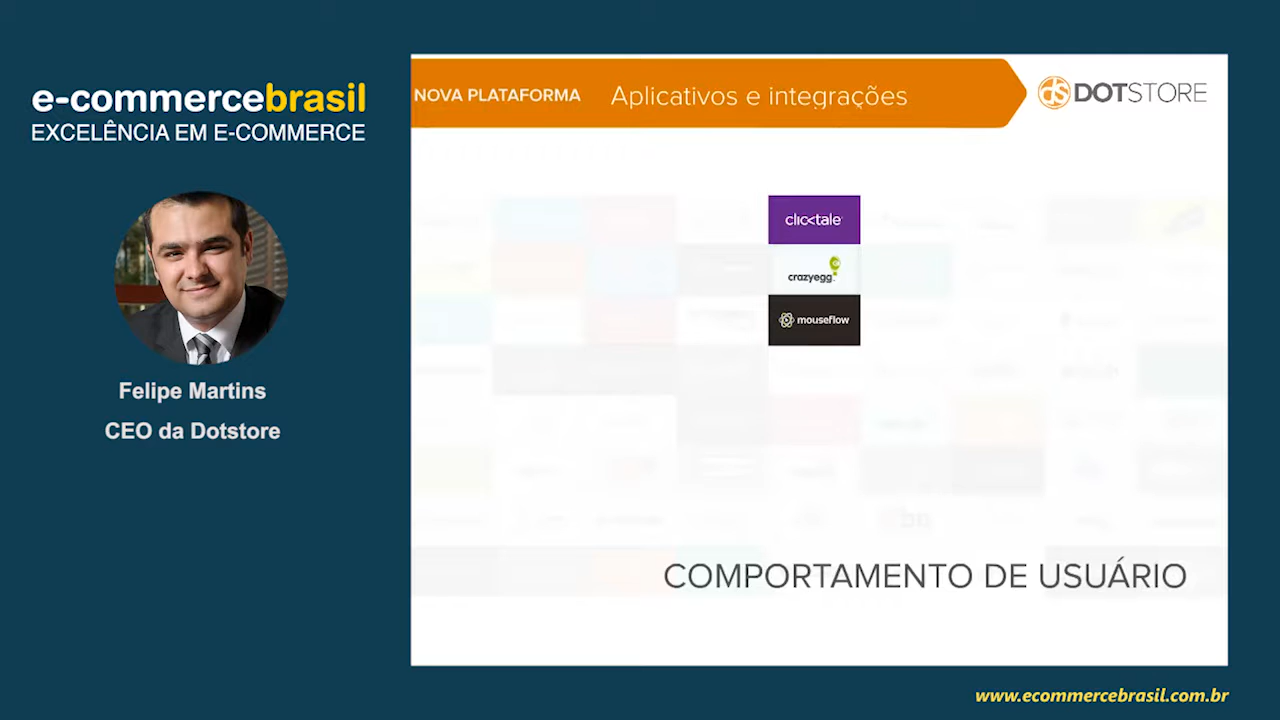 e-commercebrasil
EXCELÊNCIA EM E-COMMERCE
Felipe Martins
CEO da Dotstore
NOVA PLATAFORMA
Aplicativos e integrações
DOTSTORE
clicktale
crazyegg
mouseflow
COMPORTAMENTO DE USUÁRIO
www.ecommercebrasil.com.br